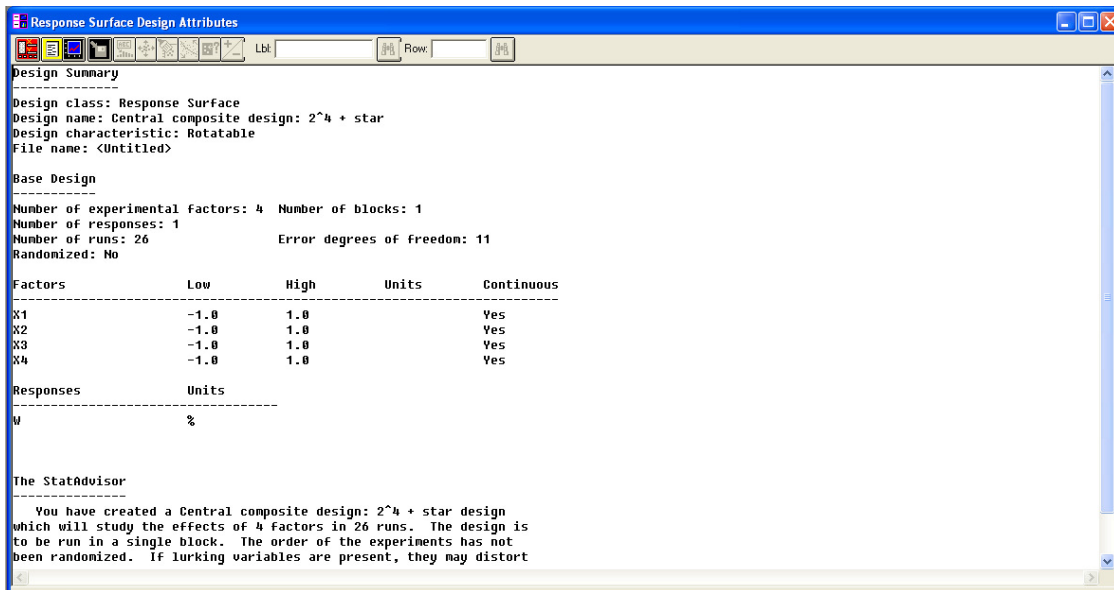 Response Surface Design Attributes
Lbl: Row:
Design Summary
--------------
Design class: Response Surface
Design name: Central composite design: 2^4 + star
Design characteristic: Rotatable
File name: <Untitled>
Base Design
-----------
Number of experimental factors: 4 Number of blocks: 1
Number of responses: 1
Number of runs: 26 Error degrees of freedom: 11
Randomized: No
Factors Low High Units Continuous
------------------------------------------------------------------------------
X1 -1.0 1.0 Yes
X2 -1.0 1.0 Yes
X3 -1.0 1.0 Yes
X4 -1.0 1.0 Yes
Responses Units
-------------------------------------
W %
The StatAdvisor
---------------
You have created a Central composite design: 2^4 + star design
which will study the effects of 4 factors in 26 runs. The design is
to be run in a single block. The order of the experiments has not
been randomized. If lurking variables are present, they may distort